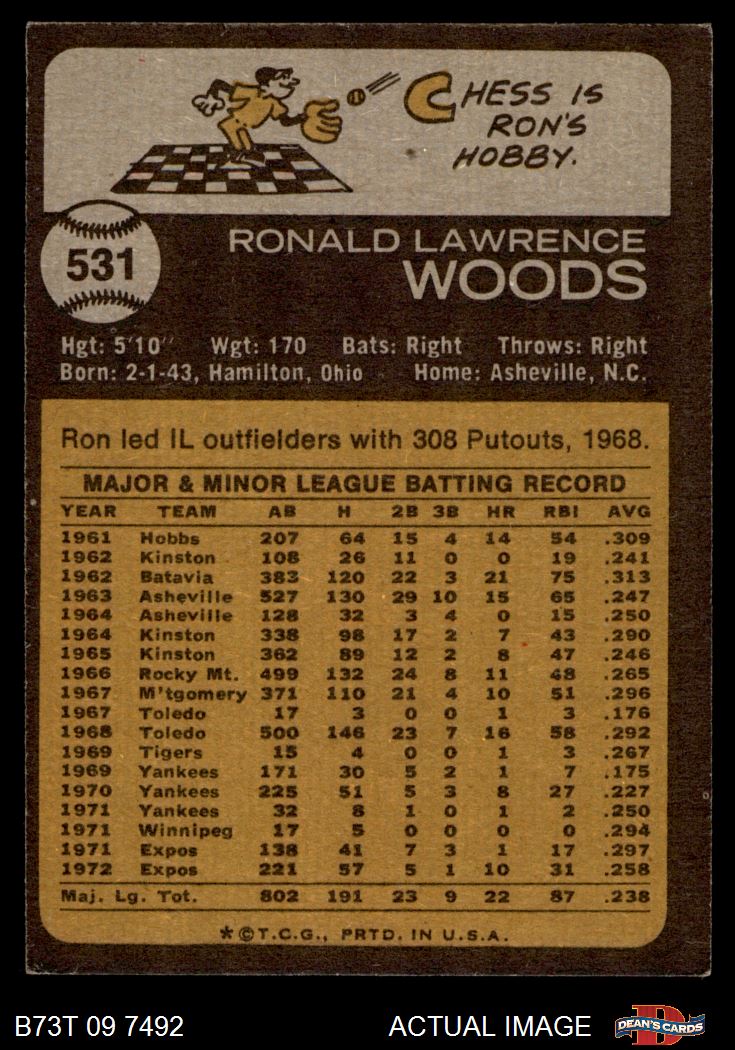 CHESS IS
RON'S
HOBBY.
531
RONALD LAWRENCE
WOODS
Hgt: 5'10" Wgt: 170 Bats: Right Throws: Right
Born: 2-1-43, Hamilton, Ohio Home: Asheville, N.C.
Ron led IL outfielders with 308 Putouts, 1968.
MAJOR & MINOR LEAGUE BATTING RECORD
YEAR TEAM AB H 2B 3B HR RBI AVG
1961 Hobbs 207 64 15 4 14 54 .309
1962 Kinston 108 26 11 0 0 19 .241
1962 Batavia 383 120 22 3 21 75 .313
1963 Asheville 527 130 29 10 15 65 .247
1964 Asheville 128 32 3 4 0 15 .250
1964 Kinston 338 98 17 2 7 43 .290
1965 Kinston 362 89 12 2 8 47 .246
1966 Rocky Mt. 499 132 24 8 11 48 .265
1967 M'tgomery 371 110 21 4 10 51 .296
1967 Toledo 17 3 0 0 1 3 .176
1968 Toledo 500 146 23 7 16 58 .292
1969 Tigers 15 4 0 0 1 3 .267
1969 Yankees 171 30 5 2 1 7 .175
1970 Yankees 225 51 5 3 8 27 .227
1971 Yankees 32 8 1 0 1 2 .250
1971 Winnipeg 17 5 0 0 0 0 .294
1971 Expos 138 41 7 3 1 17 .297
1972 Expos 221 57 5 1 10 31 .258
Maj. Lg. Tot. 802 191 23 9 22 87 .238
*©T.C.G., PRTD. IN U.S.A.
B73T 09 7492 ACTUAL IMAGE DEAN'S CARDS